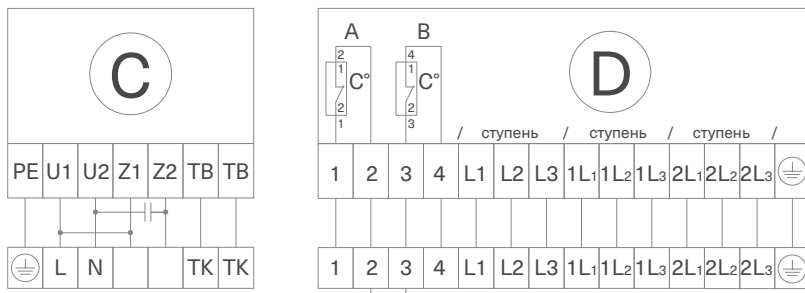 C
PE U1 U2 Z1 Z2 TB TB
L N TK TK
A B D
2 4
1 C° 1 C°
2 2
1 3
/ ступень / ступень / ступень /
1 2 3 4 L1 L2 L3 1L1 1L2 1L3 2L1 2L2 2L3
1 2 3 4 L1 L2 L3 1L1 1L2 1L3 2L1 2L2 2L3